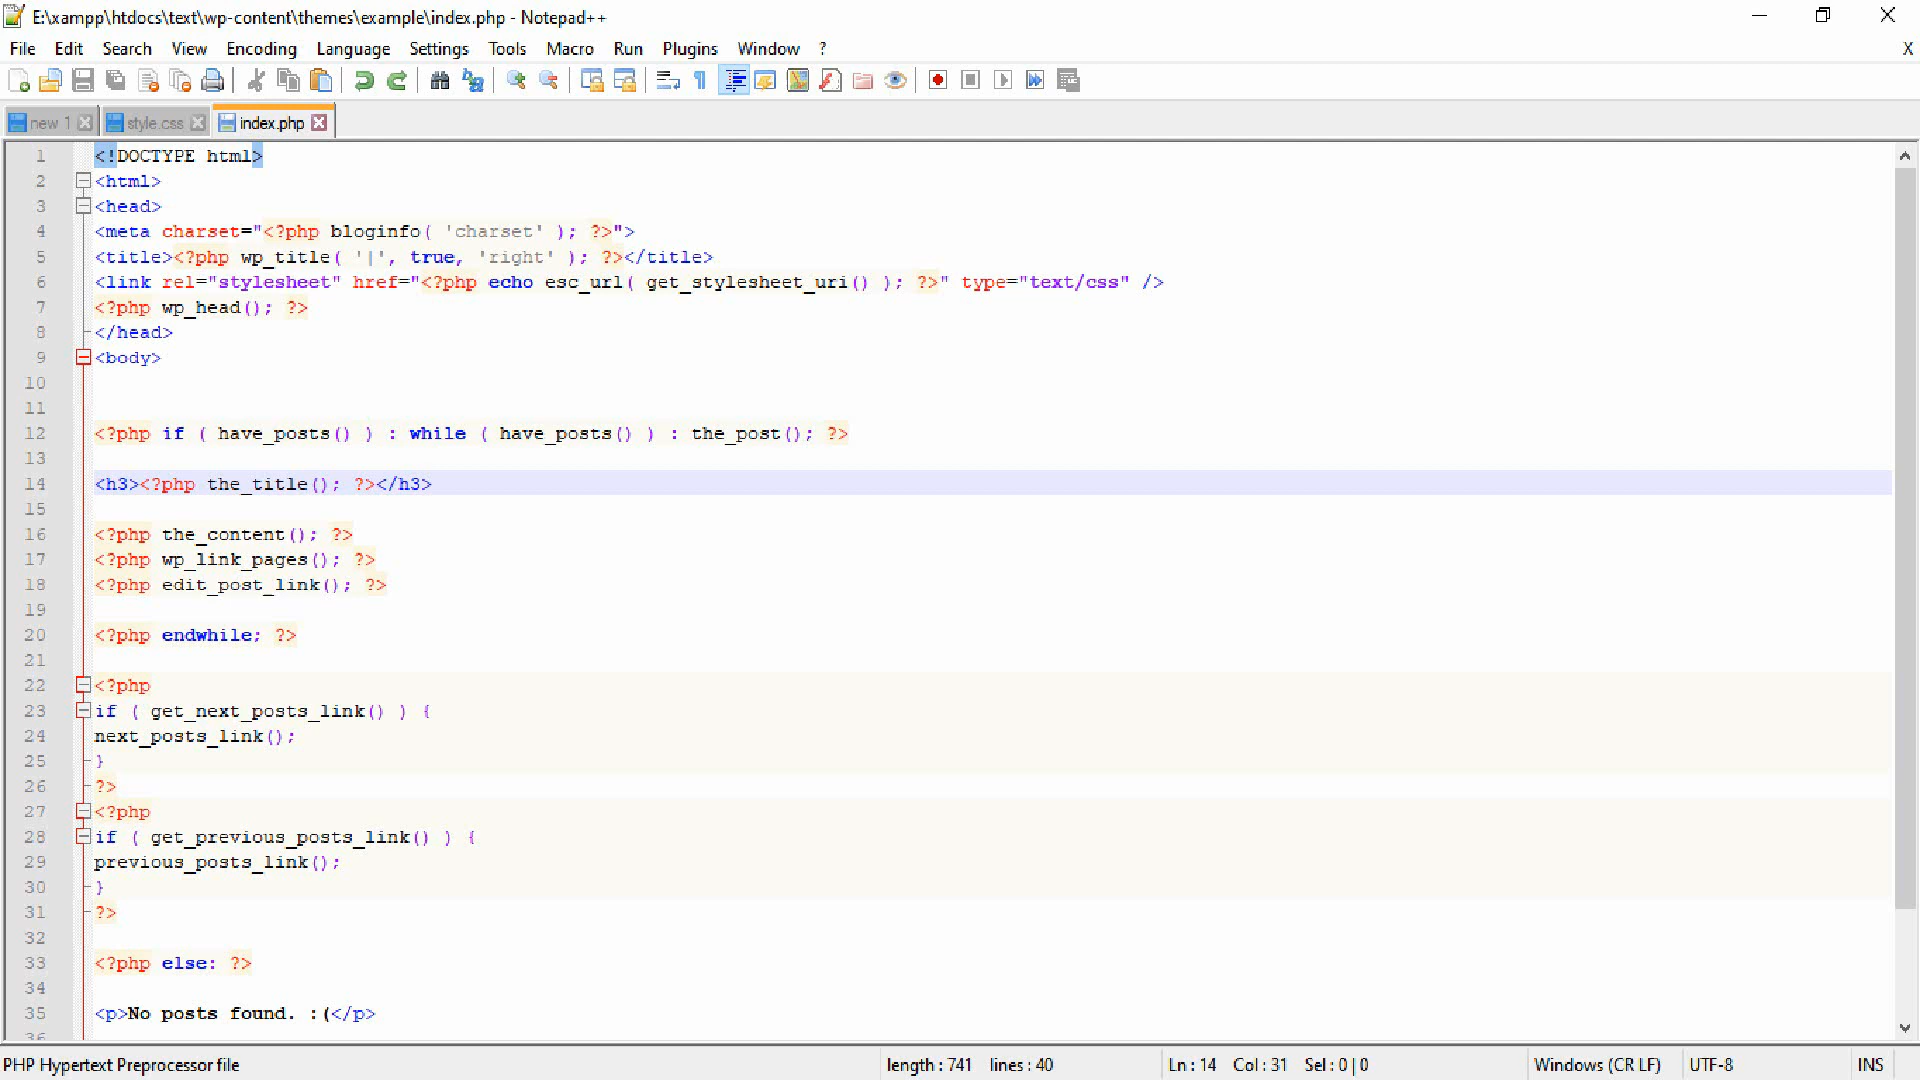 E:\xampp\htdocs\text\wp-content\themes\example\index.php - Notepad++
File Edit Search View Encoding Language Settings Tools Macro Run Plugins Window ?
X
new 1 style.css index.php
1 <!DOCTYPE html>
2 <html>
3 <head>
4 <meta charset="<?php bloginfo( 'charset' ); ?>">
5 <title><?php wp_title( '|', true, 'right' ); ?></title>
6 <link rel="stylesheet" href="<?php echo esc_url( get_stylesheet_uri() ); ?>" type="text/css" />
7 <?php wp_head(); ?>
8 </head>
9 <body>
10
11
12 <?php if ( have_posts() ) : while ( have_posts() ) : the_post(); ?>
13
14 <h3><?php the_title(); ?></h3>
15
16 <?php the_content(); ?>
17 <?php wp_link_pages(); ?>
18 <?php edit_post_link(); ?>
19
20 <?php endwhile; ?>
21
22 <?php
23 if ( get_next_posts_link() ) {
24 next_posts_link();
25 }
26 ?>
27 <?php
28 if ( get_previous_posts_link() ) {
29 previous_posts_link();
30 }
31 ?>
32
33 <?php else: ?>
34
35 <p>No posts found. :(</p>
36
PHP Hypertext Preprocessor file length : 741 lines : 40 Ln : 14 Col : 31 Sel : 0 | 0 Windows (CR LF) UTF-8 INS